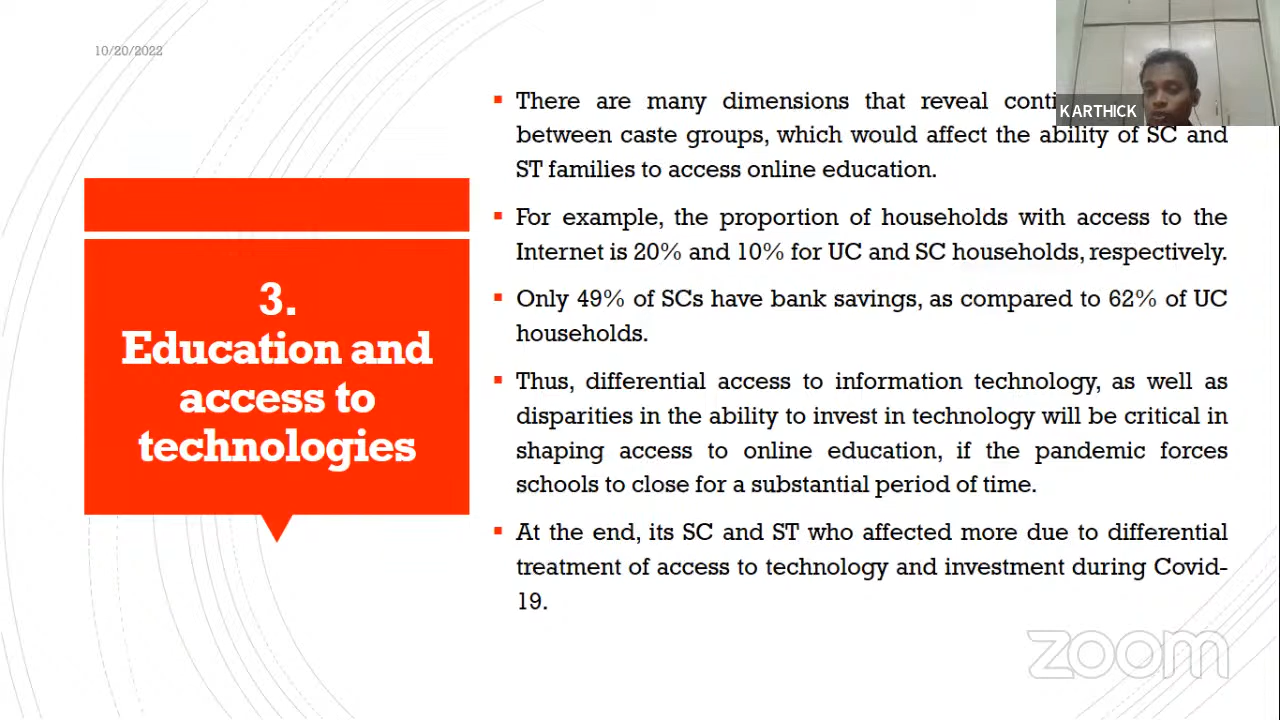 10/20/2022
KARTHICK
3.
Education and
access to
technologies
▪ There are many dimensions that reveal
between caste groups, which would affect the ability of SC and
ST families to access online education.
▪ For example, the proportion of households with access to the
Internet is 20% and 10% for UC and SC households, respectively.
▪ Only 49% of SCs have bank savings, as compared to 62% of UC
households.
▪ Thus, differential access to information technology, as well as
disparities in the ability to invest in technology will be critical in
shaping access to online education, if the pandemic forces
schools to close for a substantial period of time.
▪ At the end, its SC and ST who affected more due to differential
treatment of access to technology and investment during Covid-
19.
zoom